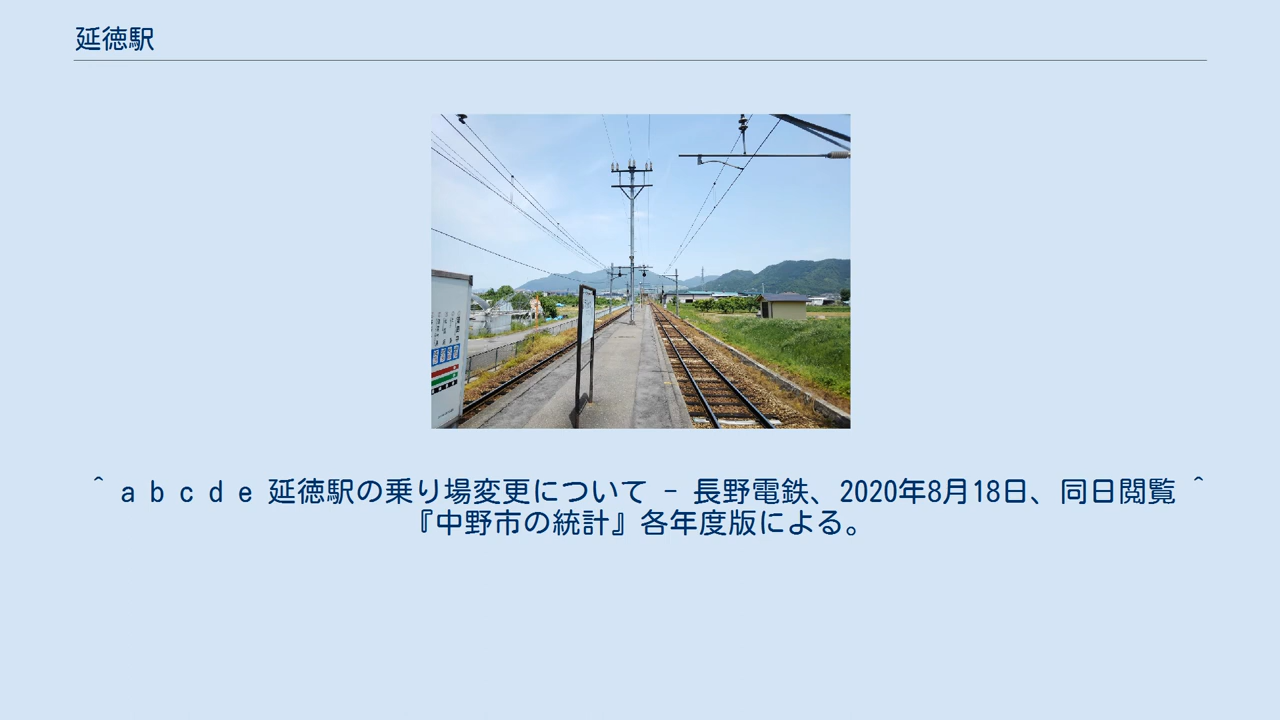 延徳駅
^ a b c d e 延徳駅の乗り場変更について - 長野電鉄、2020年8月18日、同日閲覧 ^
『中野市の統計』各年度版による。